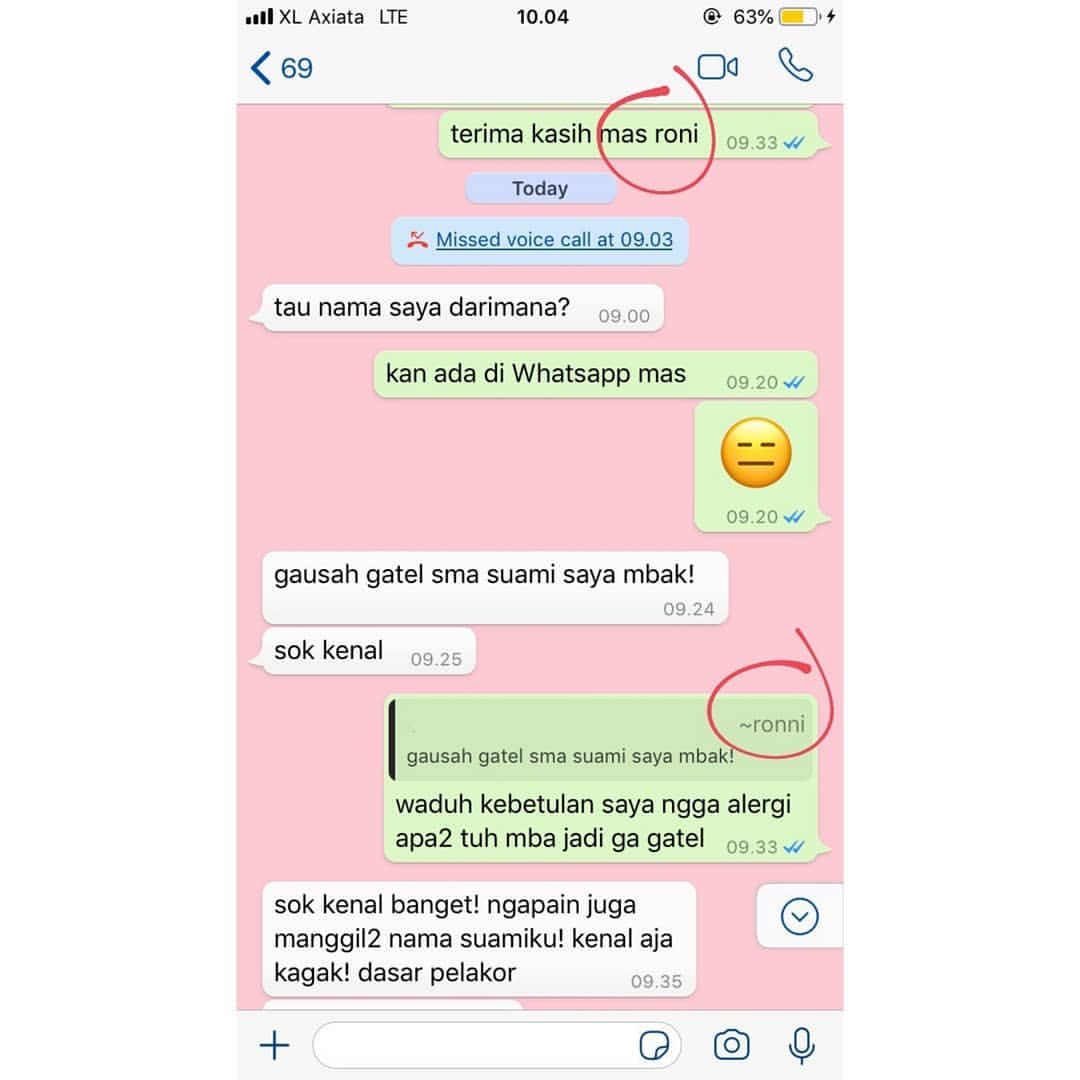 XL Axiata LTE 10.04 63%
69
terima kasih mas roni 09.33
Today
Missed voice call at 09.03
tau nama saya darimana? 09.00
kan ada di Whatsapp mas 09.20
09.20
gausah gatel sma suami saya mbak!
09.24
sok kenal 09.25
~ronni
gausah gatel sma suami saya mbak!
waduh kebetulan saya ngga alergi
apa2 tuh mba jadi ga gatel 09.33
sok kenal banget! ngapain juga
manggil2 nama suamiku! kenal aja
kagak! dasar pelakor 09.35